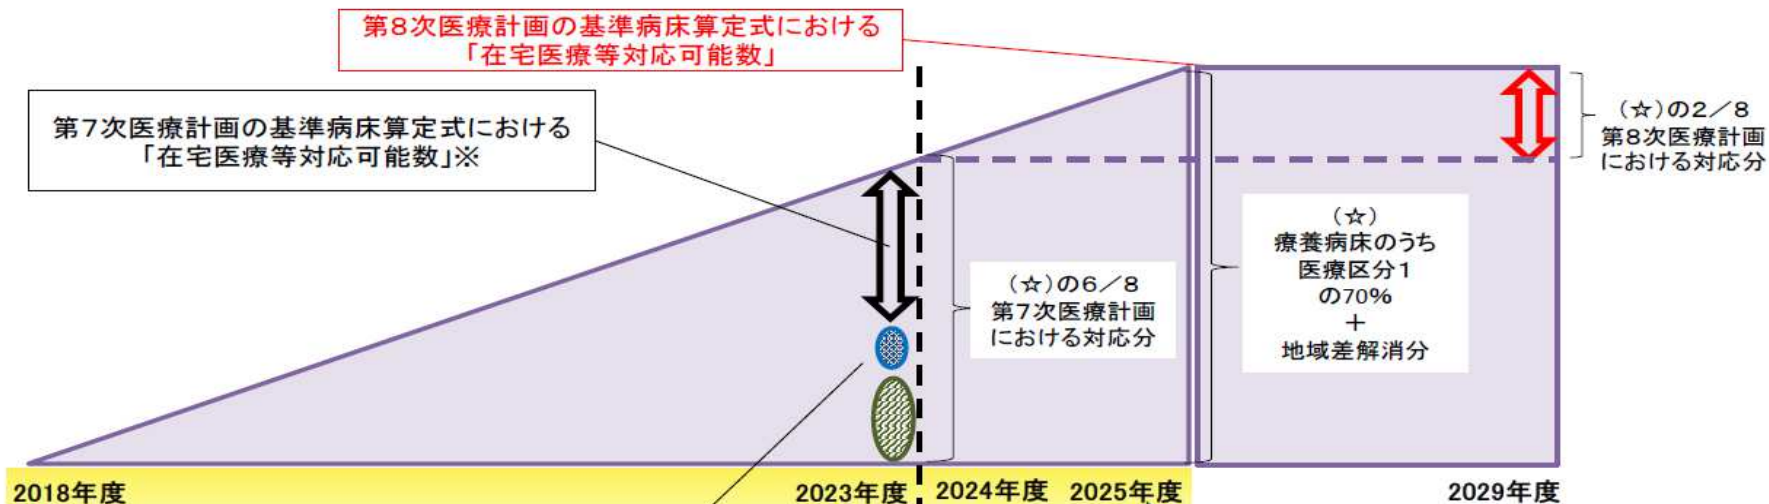 第8次医療計画の基準病床算定式における
「在宅医療等対応可能数」
第7次医療計画の基準病床算定式における
「在宅医療等対応可能数」※
(☆)の2/8
第8次医療計画
における対応分
(☆)
療養病床のうち
医療区分1
の70%
+
地域差解消分
(☆)の6/8
第7次医療計画
における対応分
2018年度
2023年度
2024年度
2025年度
2029年度